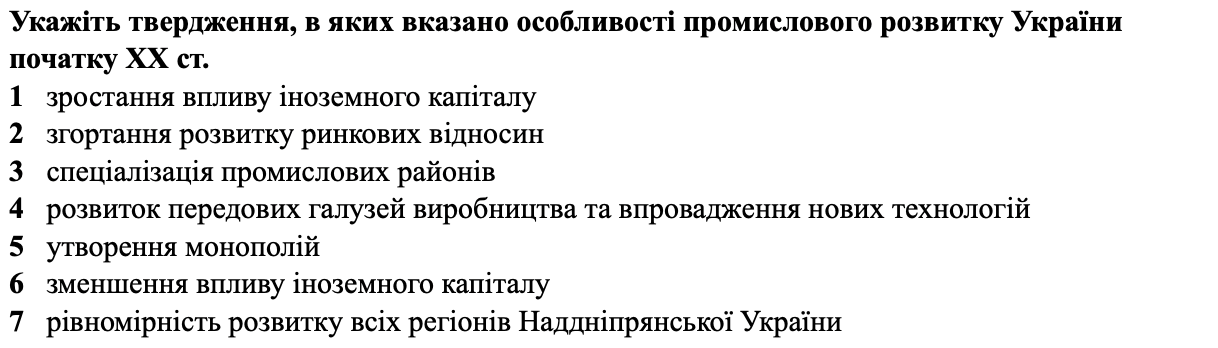 Укажіть твердження, в яких вказано особливості промислового розвитку України
початку ХХ ст.
1 зростання впливу іноземного капіталу
2 згортання розвитку ринкових відносин
3 спеціалізація промислових районів
4 розвиток передових галузей виробництва та впровадження нових технологій
5 утворення монополій
6 зменшення впливу іноземного капіталу
7 рівномірність розвитку всіх регіонів Наддніпрянської України